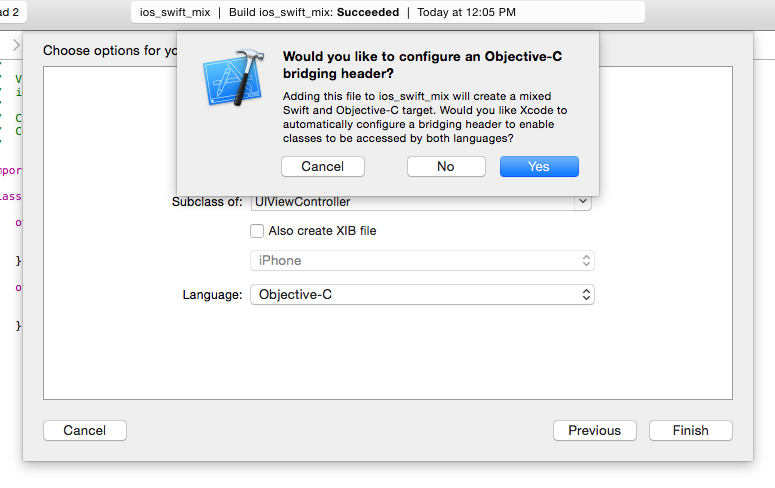 ad 2
ios_swift_mix | Build ios_swift_mix: Succeeded | Today at 12:05 PM
Choose options for yo
Would you like to configure an Objective-C
bridging header?
Adding this file to ios_swift_mix will create a mixed
Swift and Objective-C target. Would you like Xcode to
automatically configure a bridging header to enable
classes to be accessed by both languages?
Cancel
No
Yes
/
/ V
/ i
/
/ C
/ C
/
mpor
lass
o
}
o
}
Subclass of: UIViewController
Also create XIB file
iPhone
Language: Objective-C
Cancel
Previous
Finish